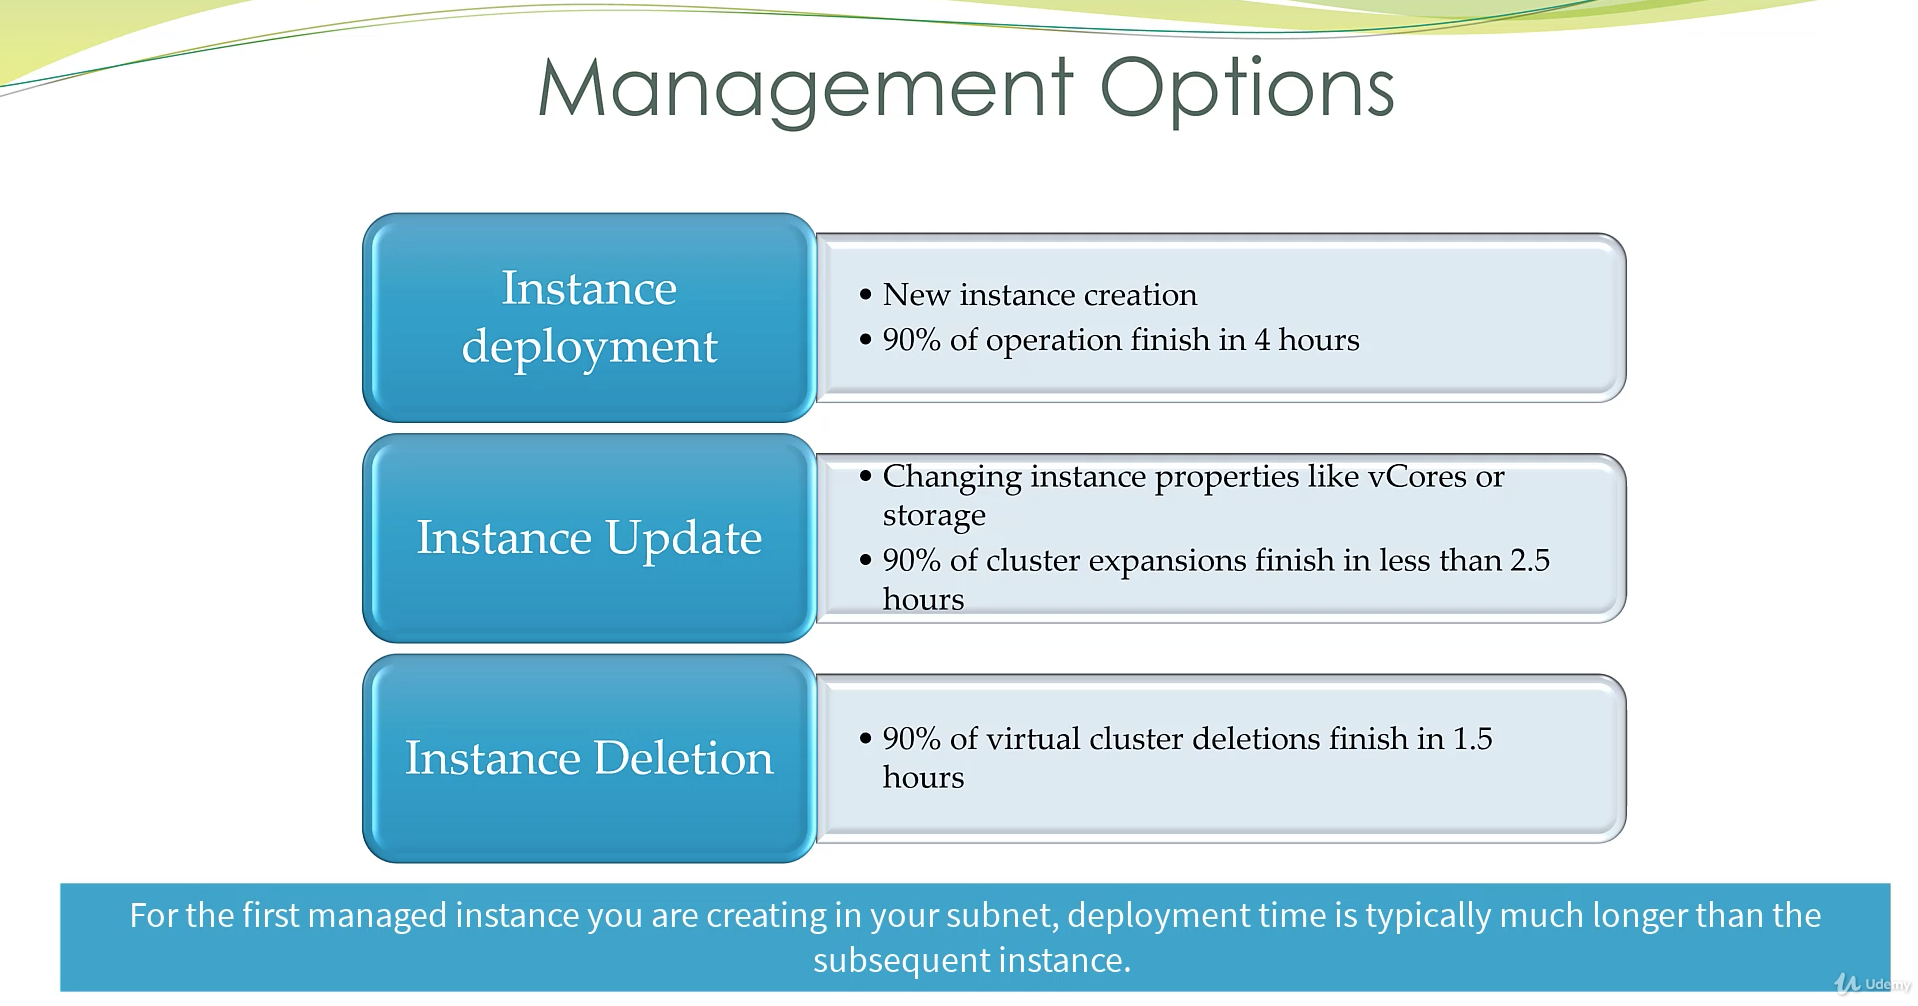 Management Options
Instance
deployment
• New instance creation
• 90% of operation finish in 4 hours
Instance Update
• Changing instance properties like vCores or
storage
• 90% of cluster expansions finish in less than 2.5
hours
Instance Deletion
• 90% of virtual cluster deletions finish in 1.5
hours
For the first managed instance you are creating in your subnet, deployment time is typically much longer than the
subsequent instance.
Udemy